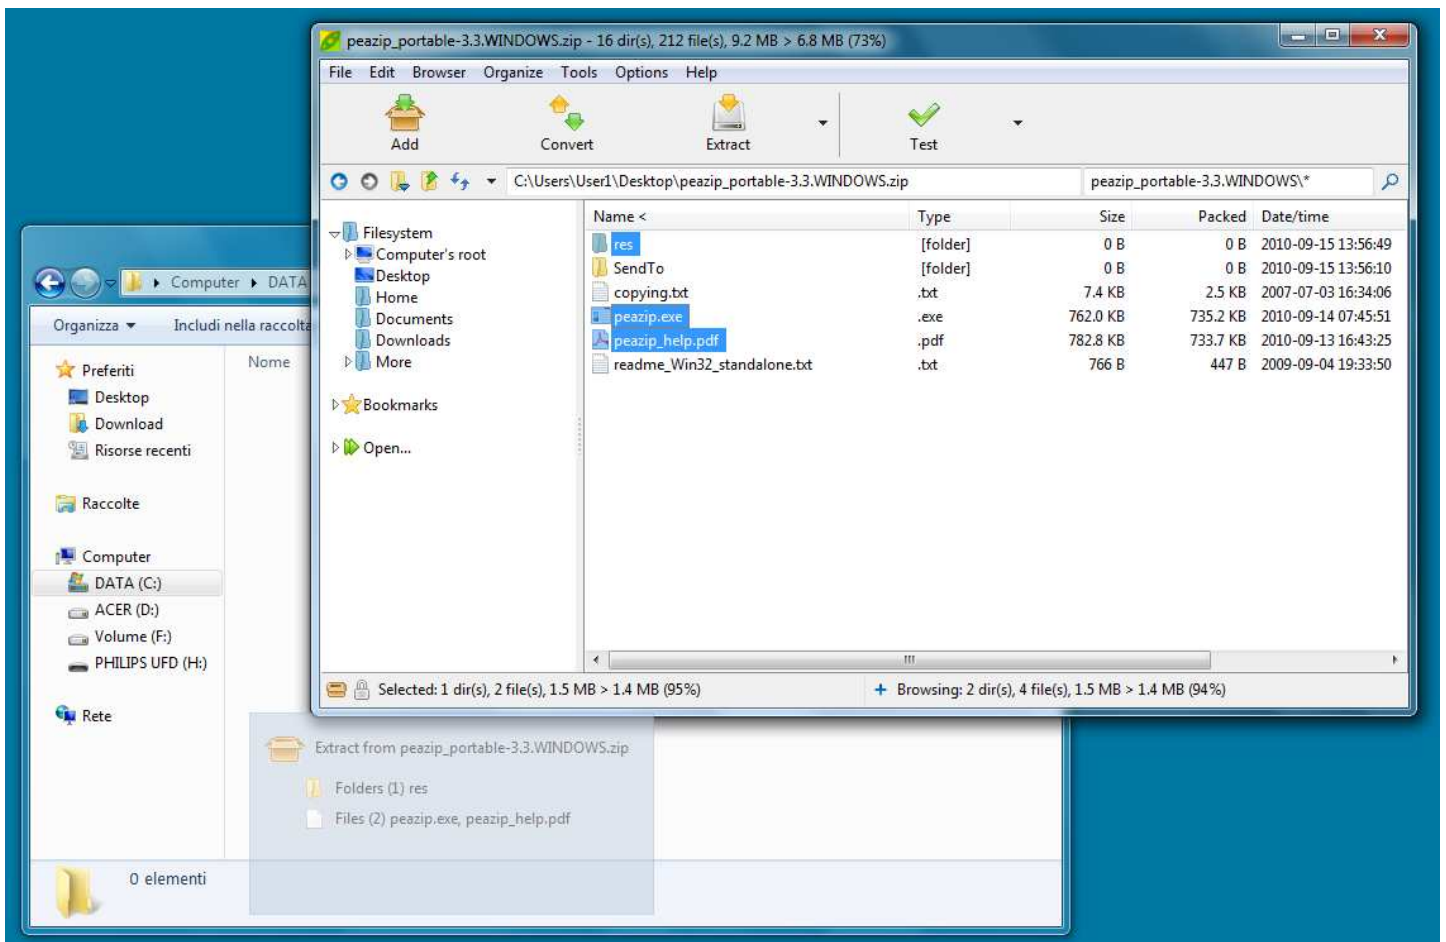 peazip_portable-3.3.WINDOWS.zip - 16 dir(s), 212 file(s), 9.2 MB > 6.8 MB (73%)
File Edit Browser Organize Tools Options Help
Add Convert Extract Test
C:\Users\User1\Desktop\peazip_portable-3.3.WINDOWS.zip peazip_portable-3.3.WINDOWS\*
Filesystem
Computer's root
Desktop
Home
Documents
Downloads
More
Bookmarks
Open...
Name < Type Size Packed Date/time
res [folder] 0 B 0 B 2010-09-15 13:56:49
SendTo [folder] 0 B 0 B 2010-09-15 13:56:10
copying.txt .txt 7.4 KB 2.5 KB 2007-07-03 16:34:06
peazip.exe .exe 762.0 KB 735.2 KB 2010-09-14 07:45:51
peazip_help.pdf .pdf 782.8 KB 733.7 KB 2010-09-13 16:43:25
readme_Win32_standalone.txt .txt 766 B 447 B 2009-09-04 19:33:50
Selected: 1 dir(s), 2 file(s), 1.5 MB > 1.4 MB (95%) Browsing: 2 dir(s), 4 file(s), 1.5 MB > 1.4 MB (94%)
Computer DATA
Organizza Includi nella raccolta
Nome
Preferiti
Desktop
Download
Risorse recenti
Raccolte
Computer
DATA (C:)
ACER (D:)
Volume (F:)
PHILIPS UFD (H:)
Rete
Extract from peazip_portable-3.3.WINDOWS.zip
Folders (1) res
Files (2) peazip.exe, peazip_help.pdf
0 elementi